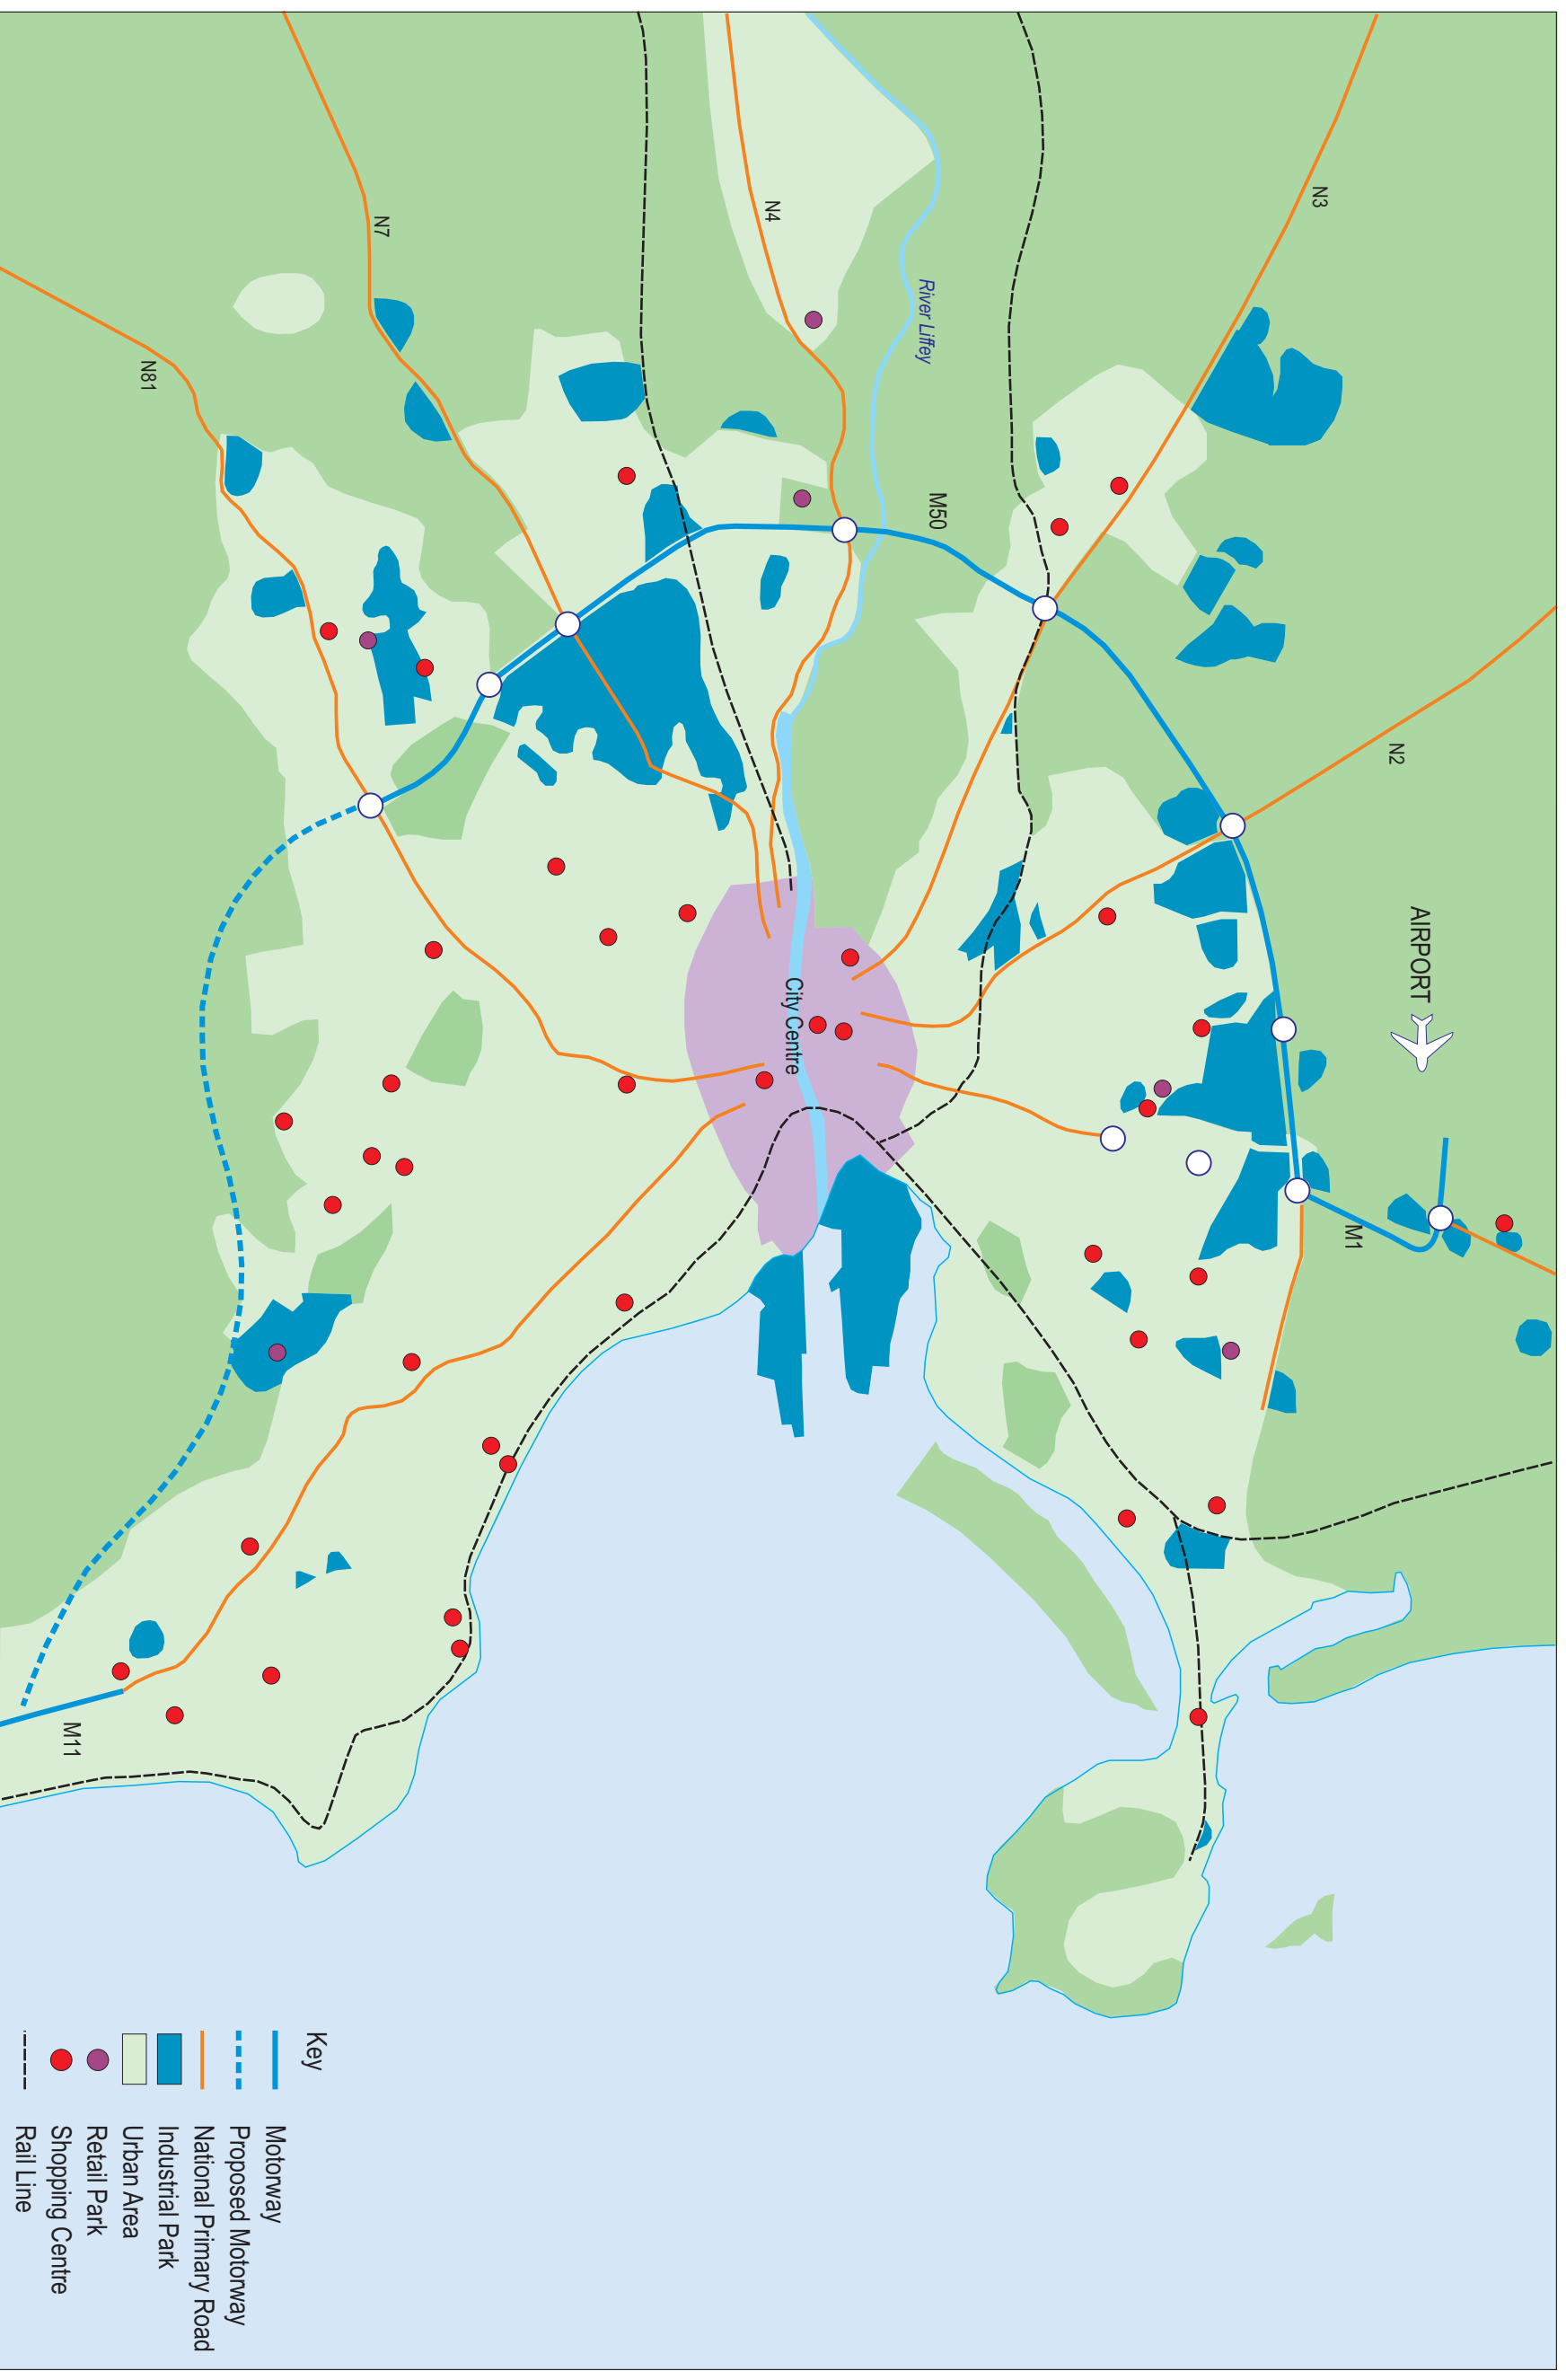 N3
N2
AIRPORT
M1
M50
River Liffey
N4
City Centre
N7
N81
M11
Key
Motorway
Proposed Motorway
National Primary Road
Industrial Park
Urban Area
Retail Park
Shopping Centre
Rail Line